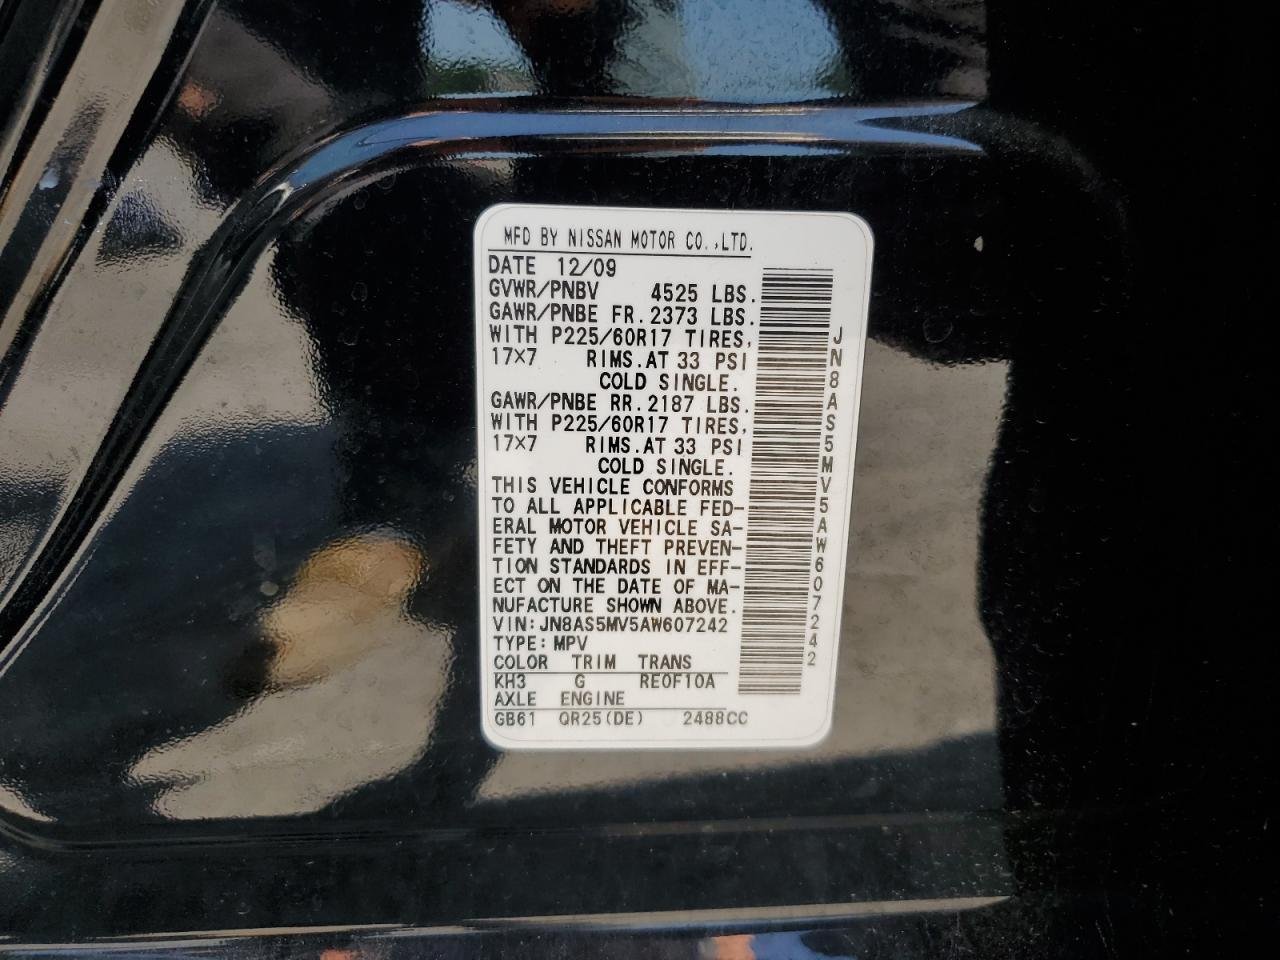 MFD BY NISSAN MOTOR CO.,LTD.
DATE 12/09
GVWR/PNBV 4525 LBS.
GAWR/PNBE FR.2373 LBS.
WITH P225/60R17 TIRES,
17×7 RIMS.AT 33 PSI
COLD SINGLE.
GAWR/PNBE RR.2187 LBS.
WITH P225/60R17 TIRES,
17×7 RIMS.AT 33 PSI
COLD SINGLE.
THIS VEHICLE CONFORMS
TO ALL APPLICABLE FED-
ERAL MOTOR VEHICLE SA-
FETY AND THEFT PREVEN-
TION STANDARDS IN EFF-
ECT ON THE DATE OF MA-
NUFACTURE SHOWN ABOVE.
VIN:JN8AS5MV5AW607242
TYPE:MPV
COLOR TRIM TRANS
KH3 G RE0F10A
AXLE ENGINE
GB61 QR25(DE) 2488CC
JN8AS5MV5AW607242